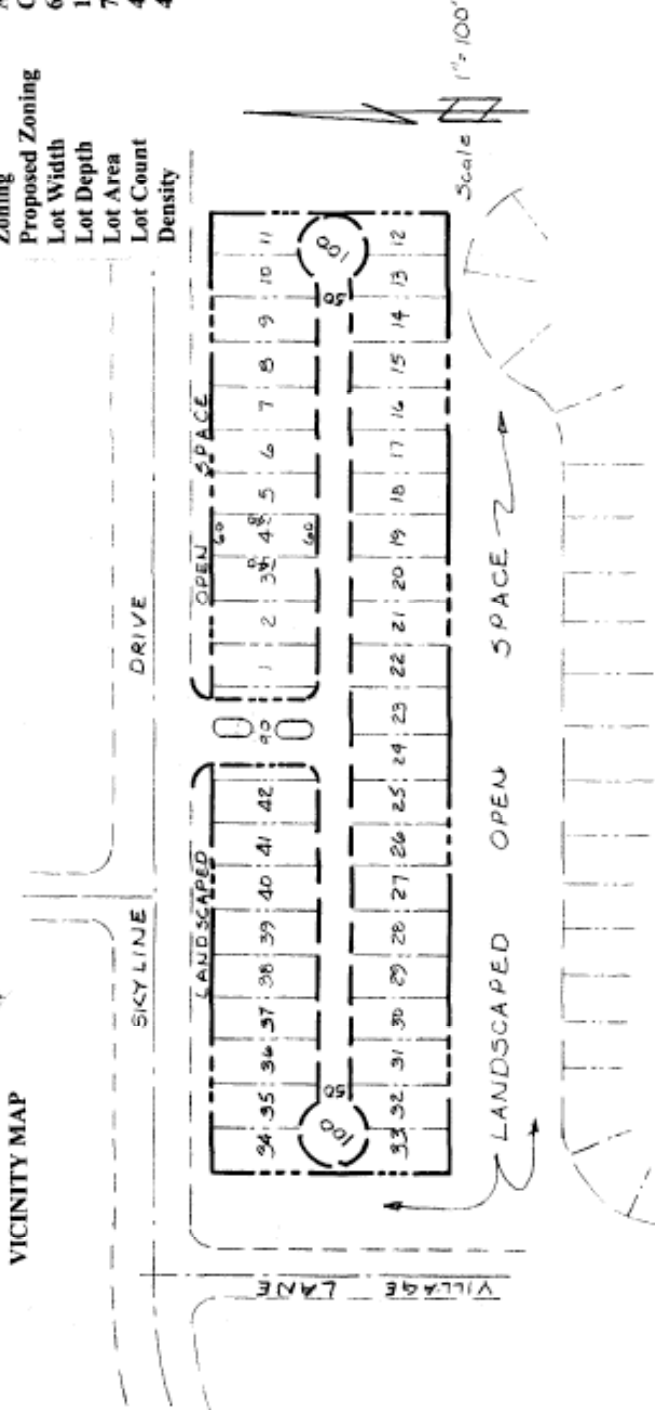 VICINITY MAP
Zoning
Proposed Zoning
Lot Width
Lot Depth
Lot Area
Lot Count
Density
SKYLINE DRIVE
VILLAGE LANE
LANDSCAPED OPEN SPACE
34 35 36 37 38 39 40 41 42 90 1 2 3 4 5 6 7 8 9 10 11
60
60
100 50 50 100
33 32 31 30 29 28 27 26 25 24 23 22 21 20 19 18 17 16 15 14 13 12
LANDSCAPED OPEN SPACE
Scale 1"=100'